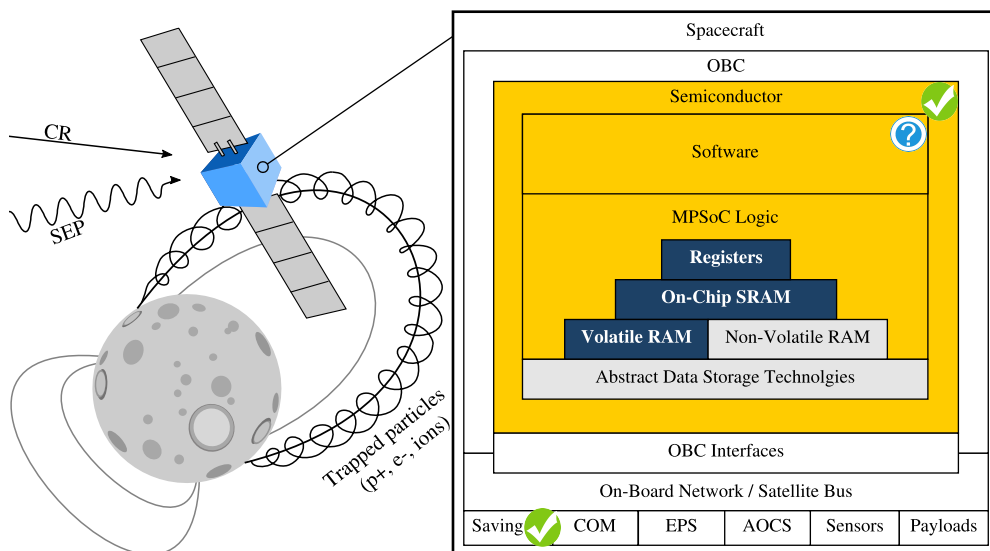 CR
SEP
Trapped particles
(p+, e-, ions)
Spacecraft
OBC
Semiconductor
?
Software
MPSoC Logic
Registers
On-Chip SRAM
Volatile RAM
Non-Volatile RAM
Abstract Data Storage Technolgies
OBC Interfaces
On-Board Network / Satellite Bus
Saving
COM
EPS
AOCS
Sensors
Payloads